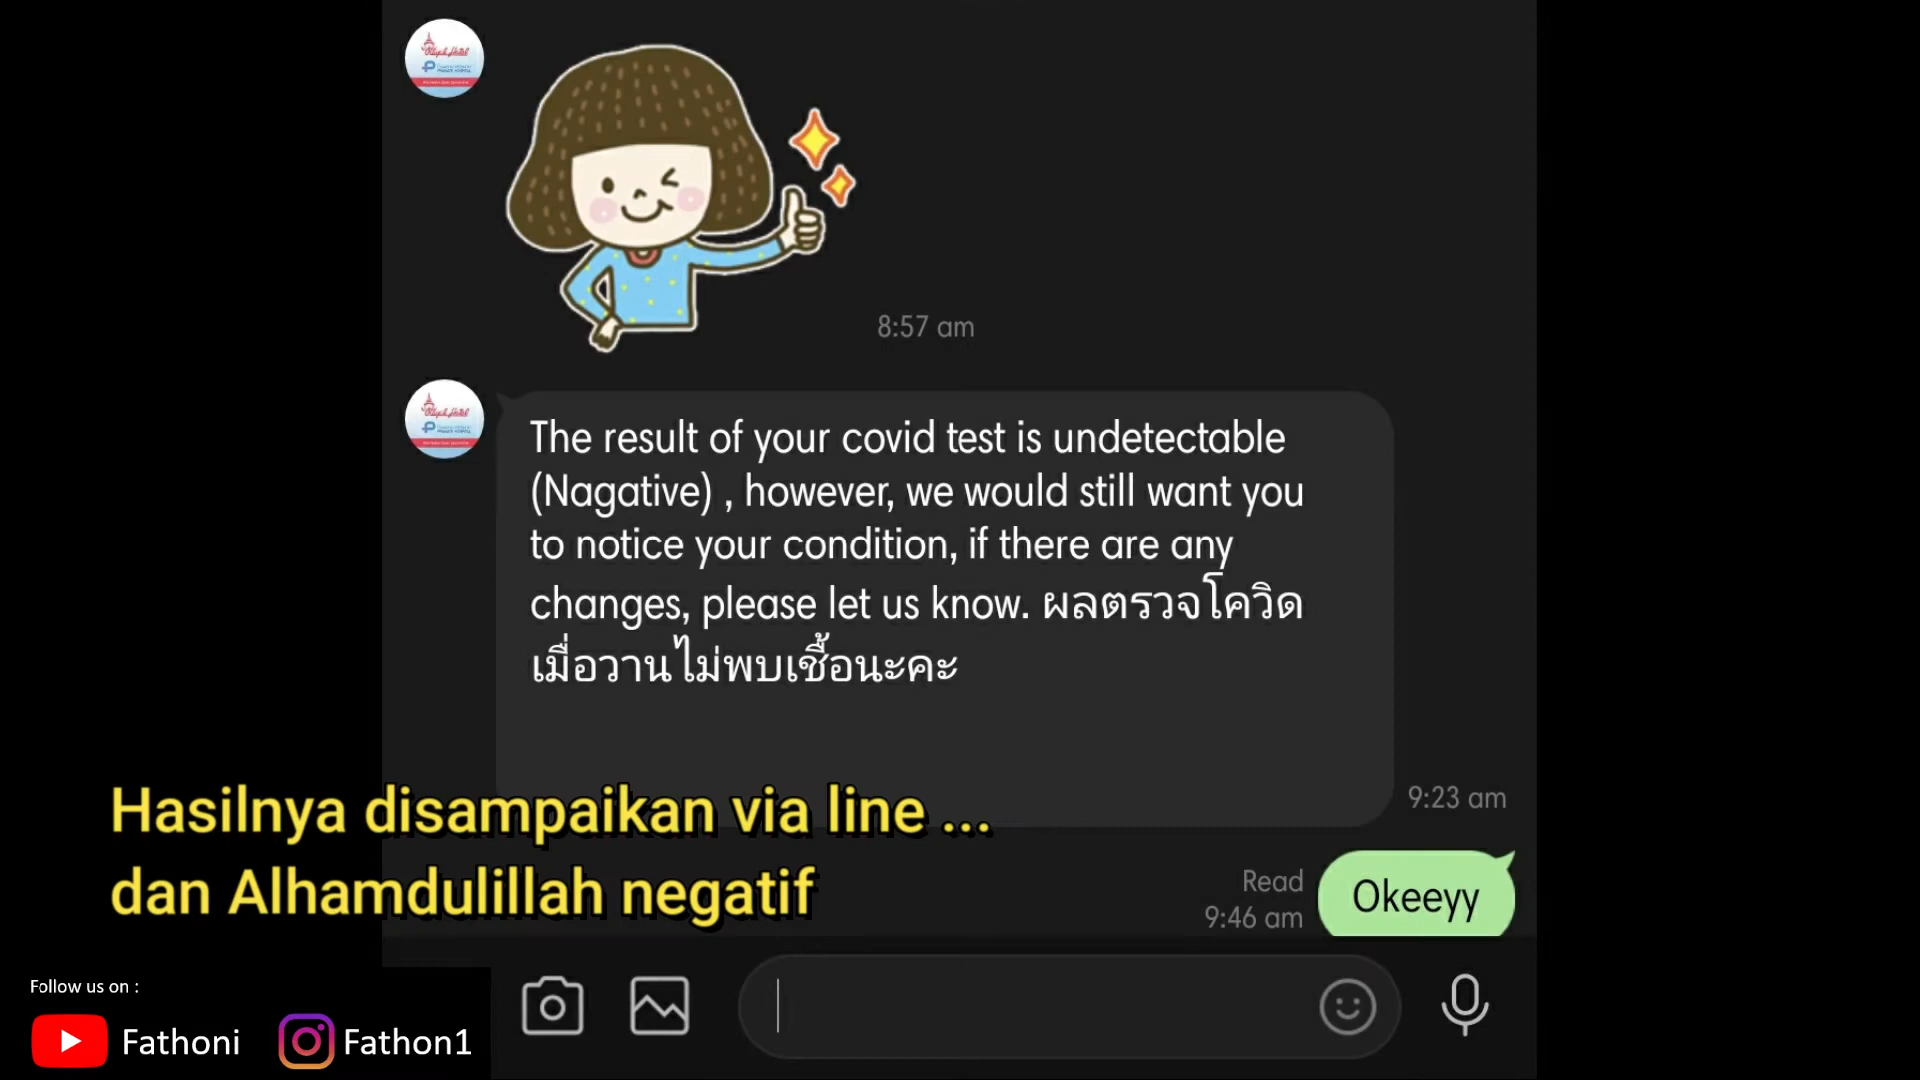 8:57 am
The result of your covid test is undetectable
(Nagative) , however, we would still want you
to notice your condition, if there are any
changes, please let us know. ผลตรวจโควิด
เมื่อวานไม่พบเชื้อนะคะ
9:23 am
Hasilnya disampaikan via line ...
dan Alhamdulillah negatif
Read
9:46 am
Okeeyy
Follow us on :
Fathoni
Fathon1